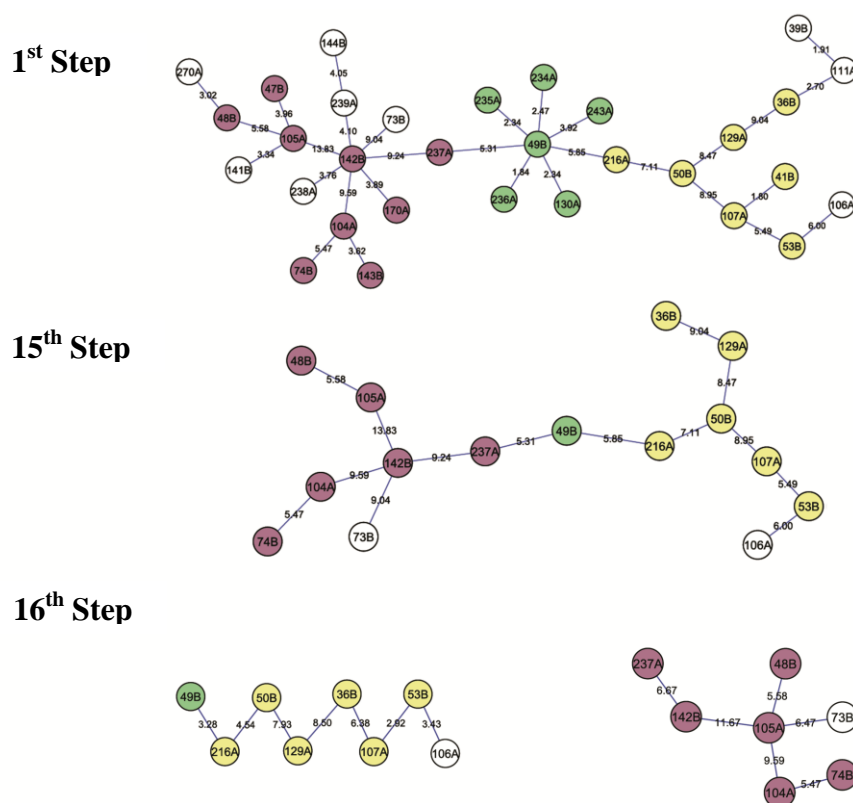 1st Step
39B
1.91
111A
144B
270A
4.05
3.02
47B
234A
235A
36B
2.70
48B
3.96
239A
73B
2.47
243A
9.04
5.58
105A
4.10
9.04
2.34
3.92
129A
3.34
13.83
142B
9.24
237A
5.31
49B
5.85
216A
7.11
50B
8.47
41B
141B
238A
3.76
3.89
1.84
2.34
8.95
1.80
106A
9.59
170A
236A
130A
107A
5.49
6.00
104A
53B
5.47
3.62
74B
143B
15th Step
36B
9.04
129A
48B
5.58
105A
8.47
13.83
49B
50B
237A
5.31
5.85
216A
7.11
8.95
142B
9.24
107A
9.59
5.49
104A
9.04
53B
5.47
6.00
74B
73B
106A
16th Step
237A
48B
49B
50B
36B
53B
6.67
5.58
3.28
4.54
7.93
8.50
6.38
2.92
3.43
142B
11.67
105A
6.47
73B
216A
129A
107A
106A
9.59
74B
104A
5.47